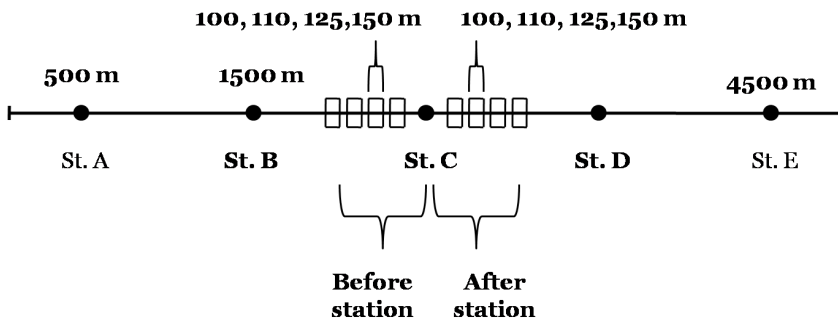 100, 110, 125,150 m
100, 110, 125,150 m
500 m
1500 m
4500 m
St. A
St. B
St. C
St. D
St. E
Before
station
After
station